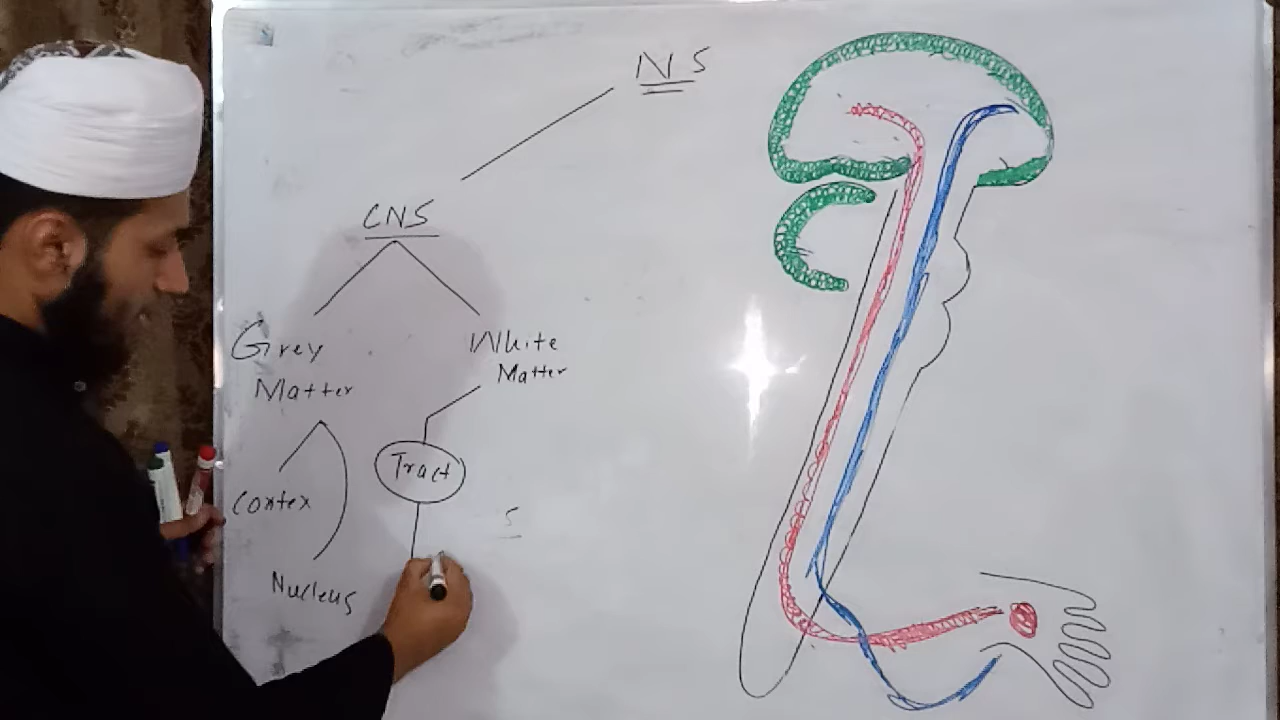 NS
CNS
Grey
Matter
White
Matter
Cortex
Tract
Nucleus
S